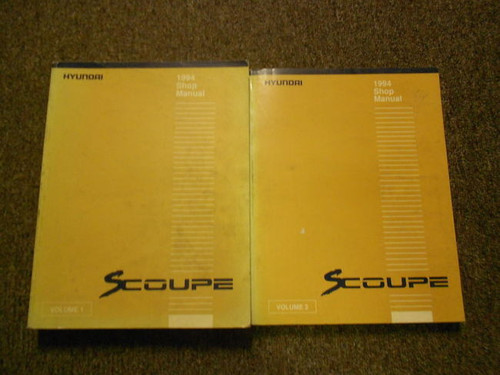 HYUNDAI
1994
Shop
Manual
SCOUPE
VOLUME 1
HYUNDAI
1994
Shop
Manual
SCOUPE
VOLUME 2